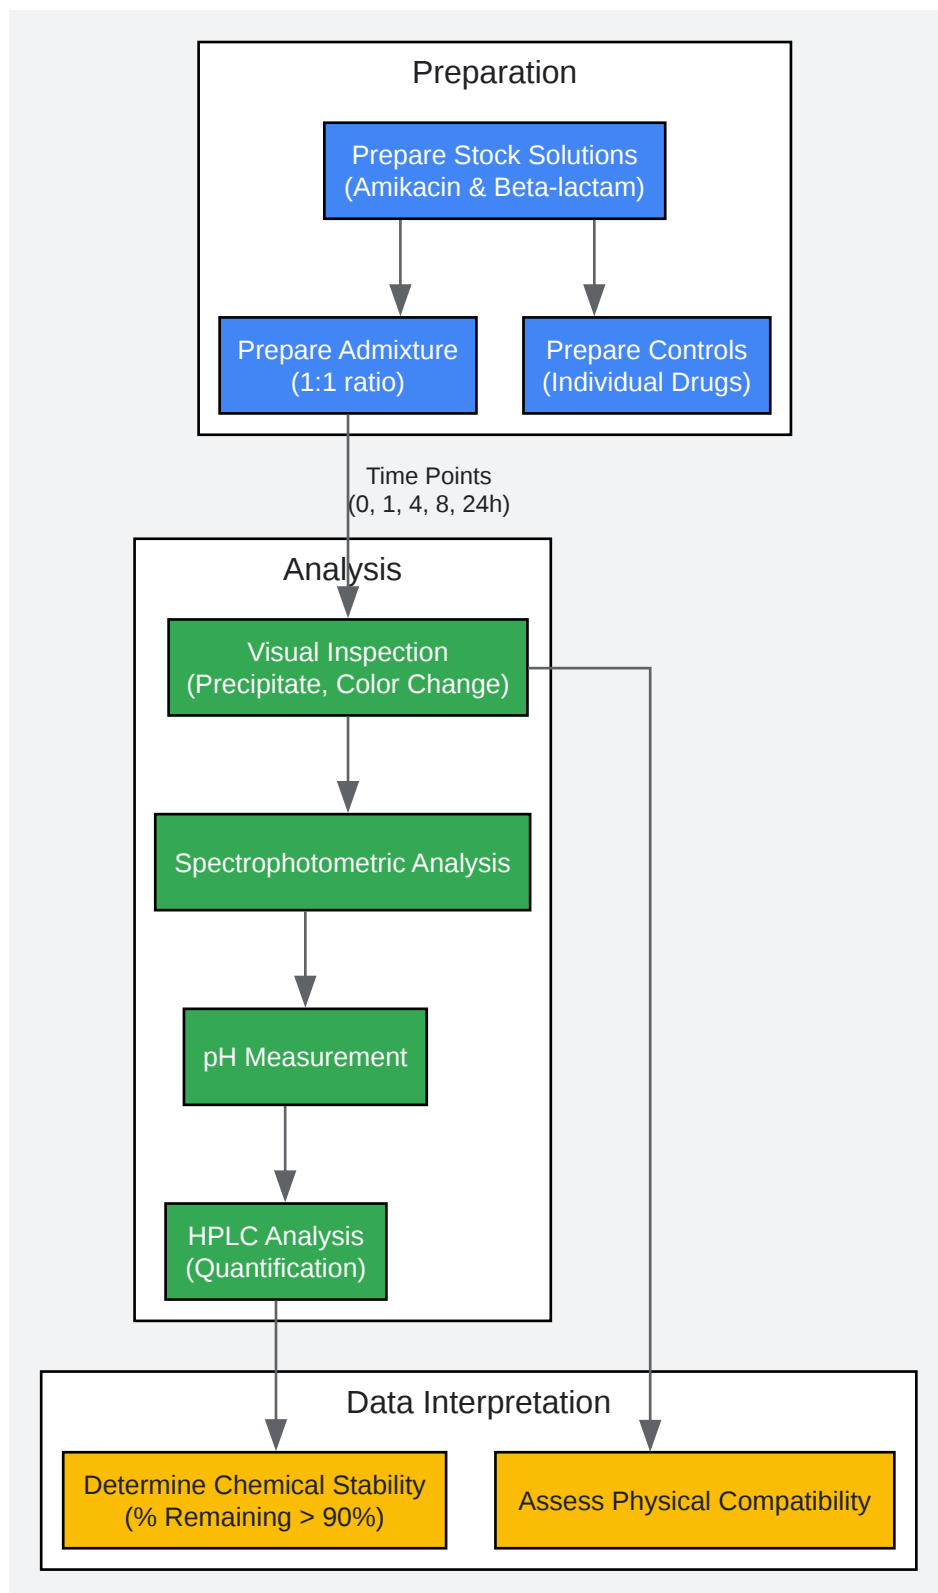 Preparation
Prepare Stock Solutions
(Amikacin & Beta-lactam)
Prepare Admixture
(1:1 ratio)
Prepare Controls
(Individual Drugs)
Time Points
(0, 1, 4, 8, 24h)
Analysis
Visual Inspection
(Precipitate, Color Change)
Spectrophotometric Analysis
pH Measurement
HPLC Analysis
(Quantification)
Data Interpretation
Determine Chemical Stability
(% Remaining > 90%)
Assess Physical Compatibility